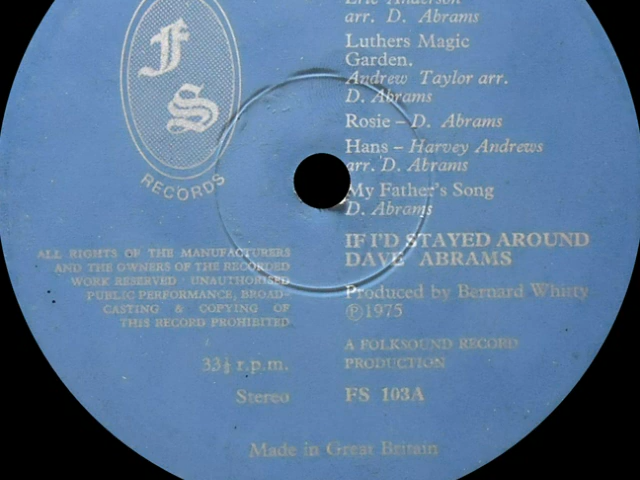 Eric Anderson
arr. D. Abrams
Luthers Magic
Garden.
Andrew Taylor arr.
D. Abrams
Rosie – D. Abrams
Hans – Harvey Andrews
arr. D. Abrams
My Father's Song
D. Abrams
IF I'D STAYED AROUND
DAVE ABRAMS
Produced by Bernard Whitty
Ⓟ1975
A FOLKSOUND RECORD
PRODUCTION
FS 103A
F
S
RECORDS
ALL RIGHTS OF THE MANUFACTURERS
AND THE OWNERS OF THE RECORDED
WORK RESERVED · UNAUTHORISED
PUBLIC PERFORMANCE, BROAD-
CASTING & COPYING OF
THIS RECORD PROHIBITED
33⅓ r.p.m.
Stereo
Made in Great Britain